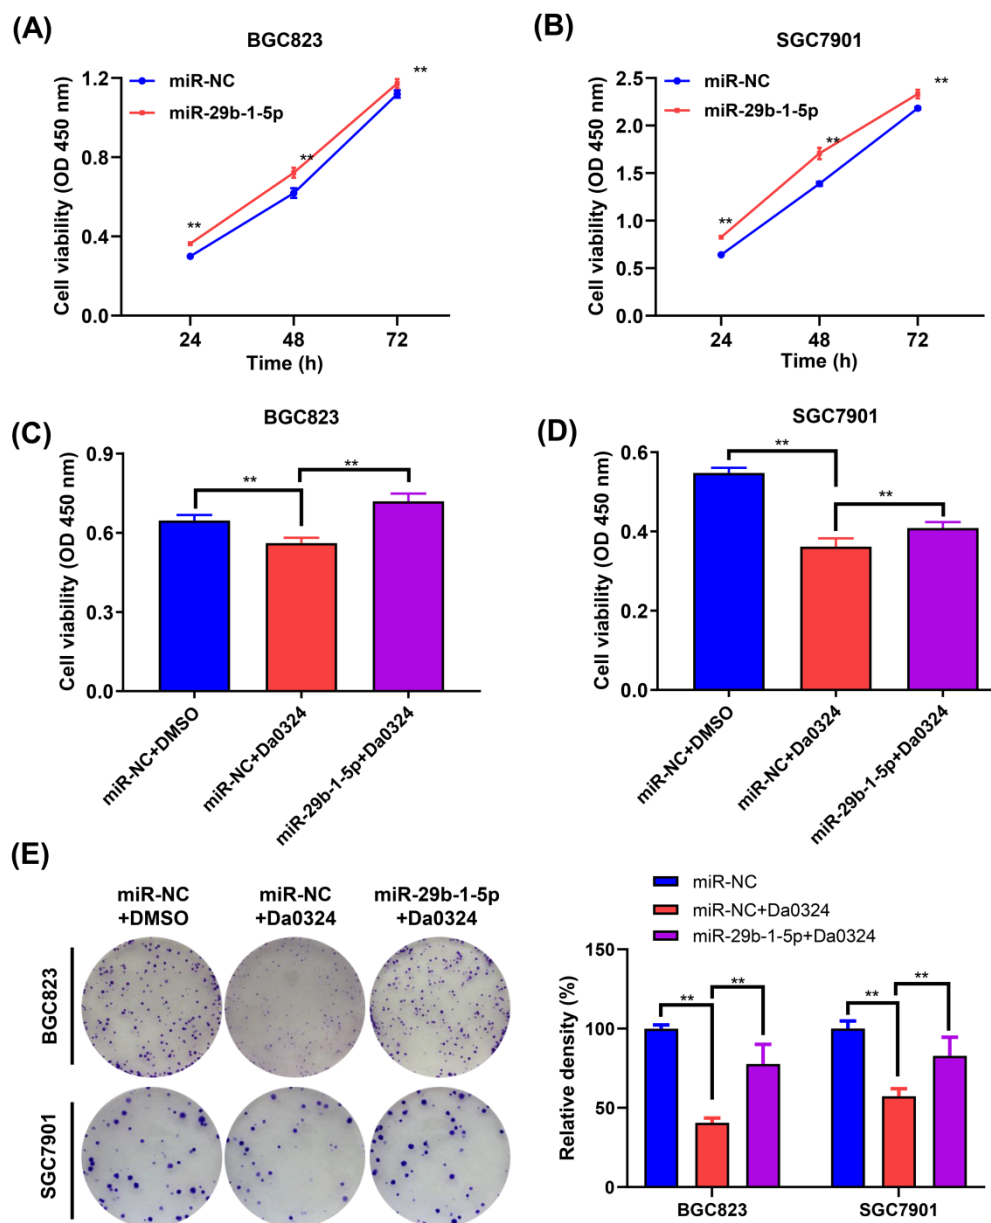 (A)
BGC823
Cell viability (OD 450 nm)
miR-NC
miR-29b-1-5p
1.2
0.8
0.4
0.0
**
**
**
24
48
72
Time (h)
(B)
SGC7901
Cell viability (OD 450 nm)
miR-NC
miR-29b-1-5p
2.5
2.0
1.5
1.0
0.5
0.0
**
**
**
24
48
72
Time (h)
(C)
BGC823
Cell viability (OD 450 nm)
0.9
0.6
0.3
0.0
**
**
miR-NC+DMSO
miR-NC+Da0324
miR-29b-1-5p+Da0324
(D)
SGC7901
Cell viability (OD 450 nm)
0.6
0.4
0.2
0.0
**
**
miR-NC+DMSO
miR-NC+Da0324
miR-29b-1-5p+Da0324
(E)
miR-NC
+DMSO
miR-NC
+Da0324
miR-29b-1-5p
+Da0324
BGC823
SGC7901
miR-NC
miR-NC+Da0324
miR-29b-1-5p+Da0324
Relative density (%)
150
100
50
0
**
**
**
**
BGC823
SGC7901